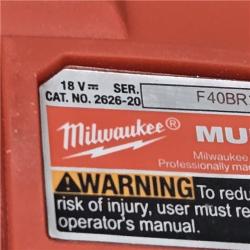 18 V⎓ SER.
CAT. NO. 2626-20 F40BR
Milwaukee® MU
Milwaukee
Professionally ma
⚠WARNING To redu
risk of injury, user must re
operator's manual.